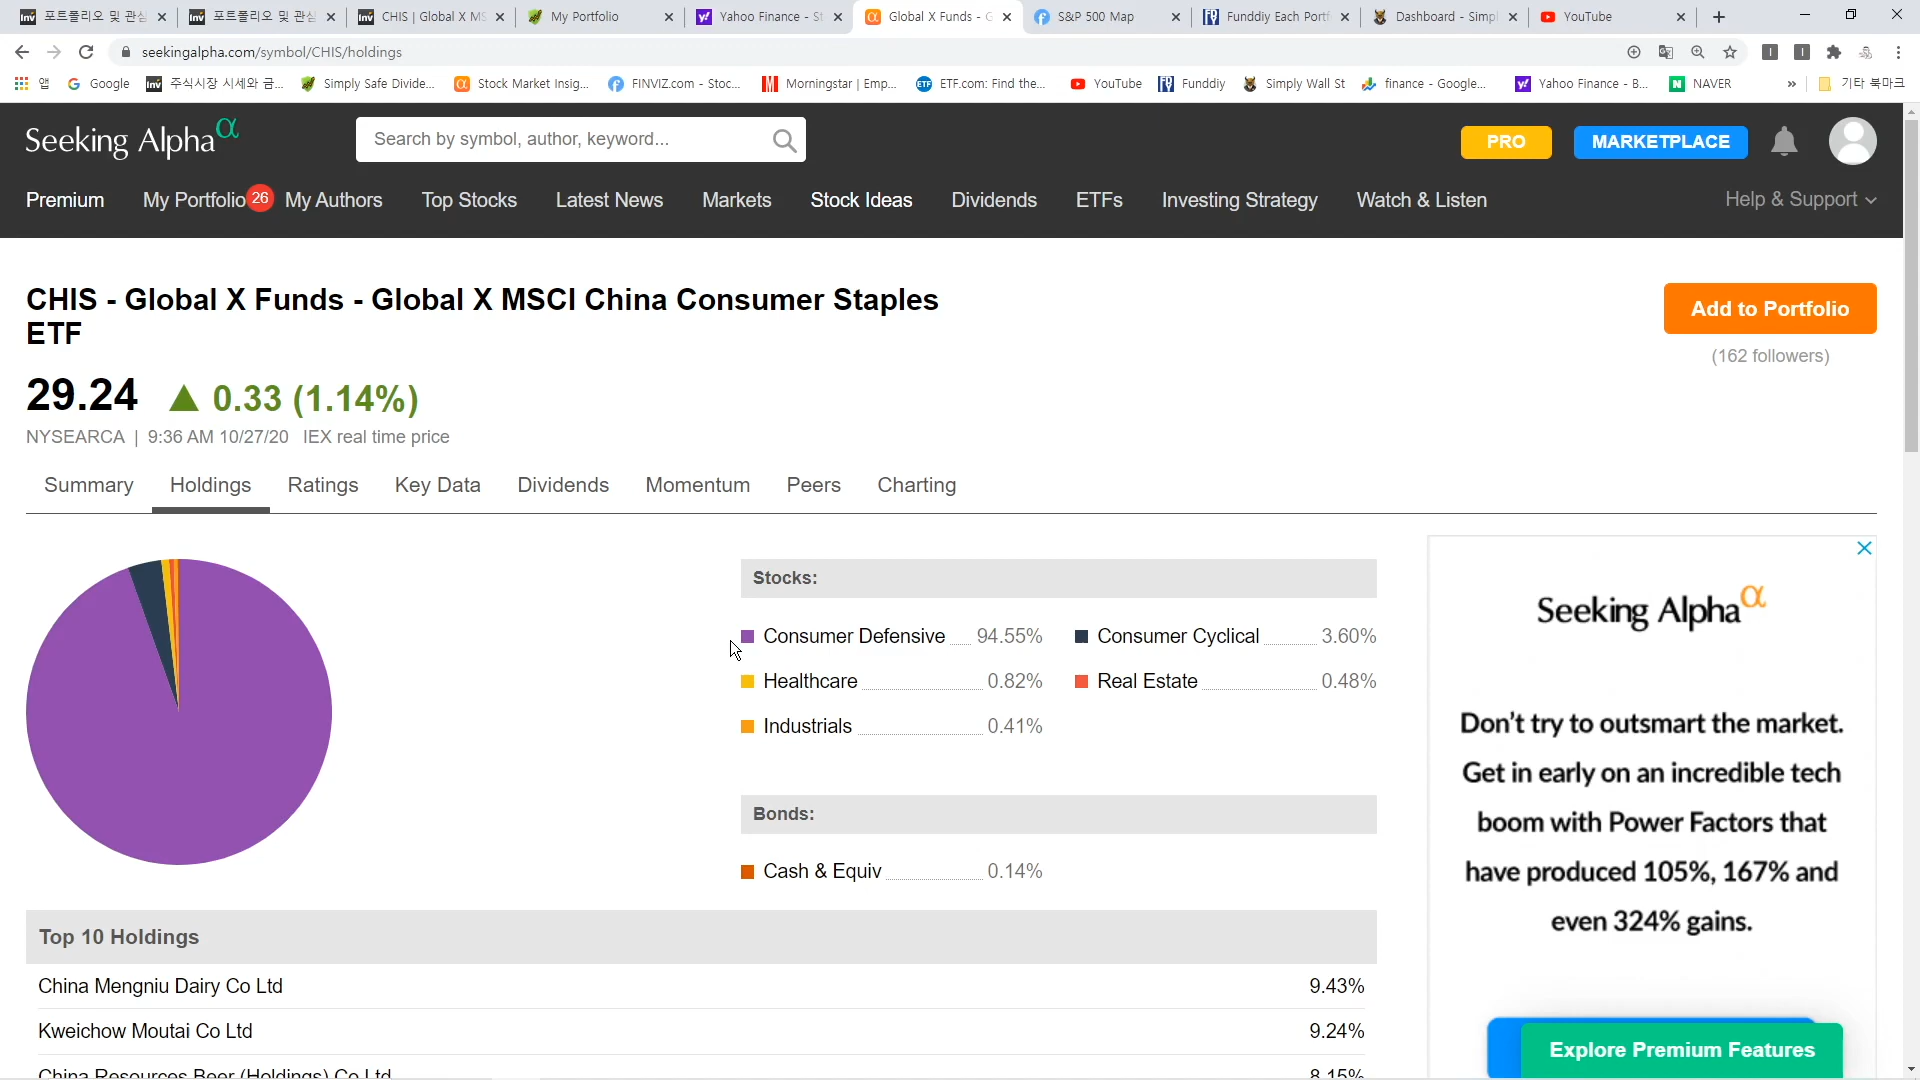 포트폴리오 및 관심
포트폴리오 및 관심
CHIS | Global X MS
My Portfolio
Yahoo Finance - St
Global X Funds - G
S&P 500 Map
Funddiy Each Portf
Dashboard - Simpl
YouTube
seekingalpha.com/symbol/CHIS/holdings
앱
Google
주식시장 시세와 금...
Simply Safe Divide...
Stock Market Insig...
FINVIZ.com - Stoc...
Morningstar | Emp...
ETF.com: Find the...
YouTube
Funddiy
Simply Wall St
finance - Google...
Yahoo Finance - B...
NAVER
»
기타 북마크
Seeking Alpha α
Search by symbol, author, keyword...
PRO
MARKETPLACE
Premium
My Portfolio 26
My Authors
Top Stocks
Latest News
Markets
Stock Ideas
Dividends
ETFs
Investing Strategy
Watch & Listen
Help & Support
CHIS - Global X Funds - Global X MSCI China Consumer Staples
ETF
Add to Portfolio
(162 followers)
29.24 ▲ 0.33 (1.14%)
NYSEARCA | 9:36 AM 10/27/20 IEX real time price
Summary
Holdings
Ratings
Key Data
Dividends
Momentum
Peers
Charting
Stocks:
Consumer Defensive 94.55%
Consumer Cyclical 3.60%
Healthcare 0.82%
Real Estate 0.48%
Industrials 0.41%
Bonds:
Cash & Equiv 0.14%
Top 10 Holdings
China Mengniu Dairy Co Ltd 9.43%
Kweichow Moutai Co Ltd 9.24%
China Resources Beer (Holdings) Co Ltd 8.15%
Seeking Alpha α
Don't try to outsmart the market.
Get in early on an incredible tech
boom with Power Factors that
have produced 105%, 167% and
even 324% gains.
Explore Premium Features